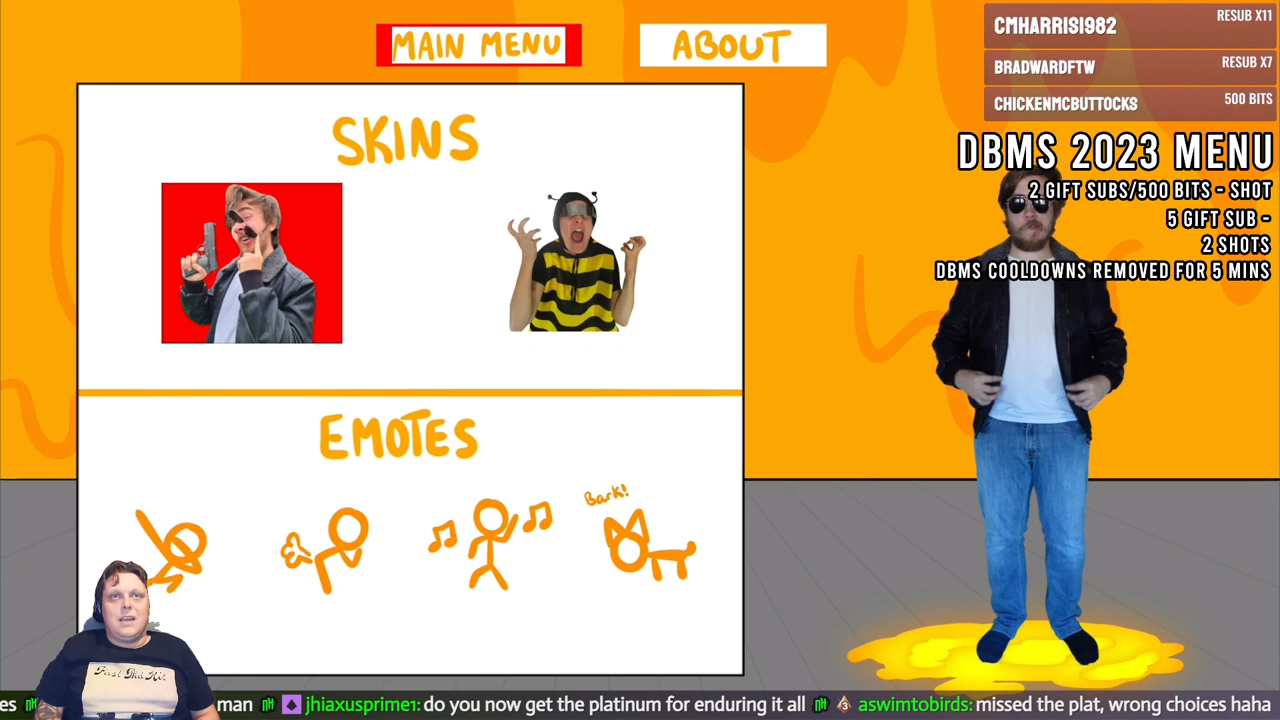 MAIN MENU
ABOUT
RESUB X11
CMHARRIS1982
RESUB X7
BRADWARDFTW
500 BITS
CHICKENMCBUTTOCKS
DBMS 2023 MENU
2 GIFT SUBS/500 BITS - SHOT
5 GIFT SUB -
2 SHOTS
DBMS COOLDOWNS REMOVED FOR 5 MINS
SKINS
EMOTES
Bark!
es man jhiaxusprime1: do you now get the platinum for enduring it all aswimtobirds: missed the plat, wrong choices haha